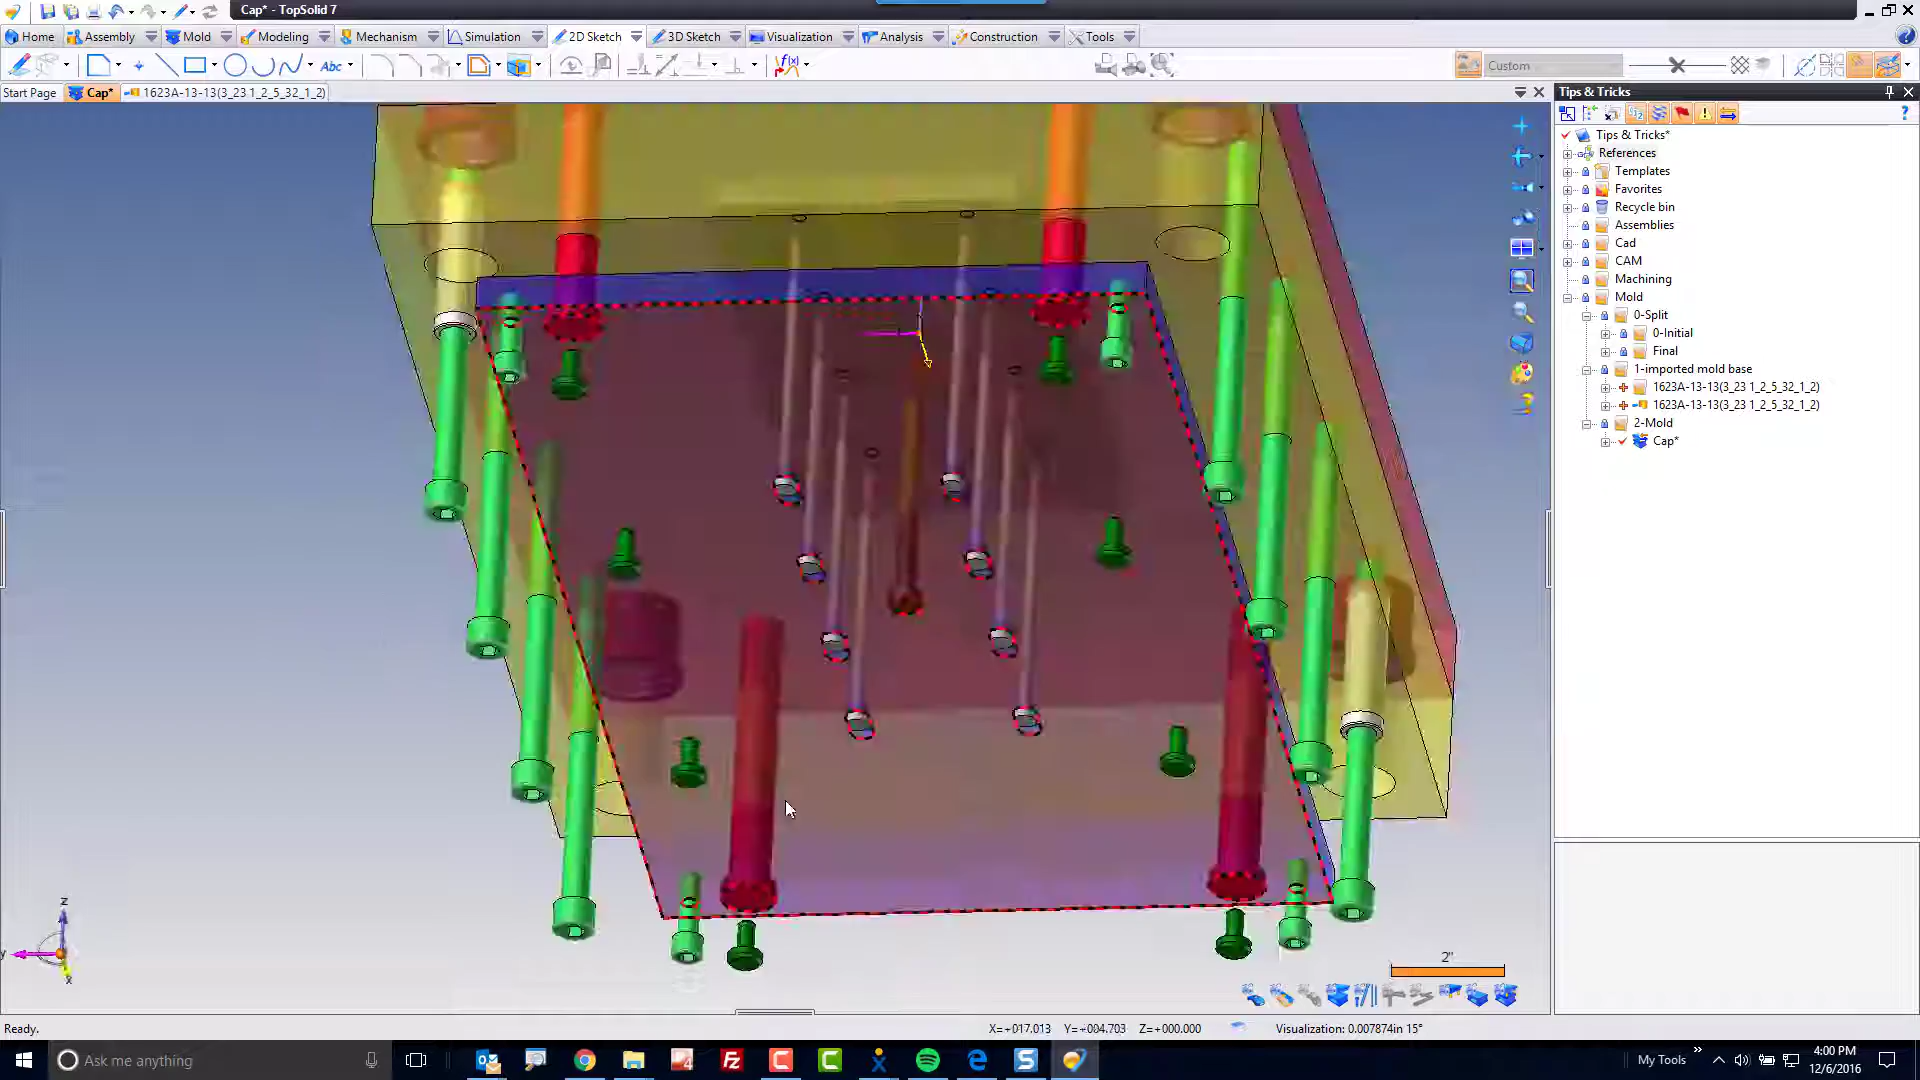 Cap* - TopSolid 7
Home
Assembly
Mold
Modeling
Mechanism
Simulation
2D Sketch
3D Sketch
Visualization
Analysis
Construction
Tools
Abc
Custom
Start Page
Cap*
1623A-13-13(3_23 1_2_5_32_1_2)
Tips & Tricks
Tips & Tricks*
References
Templates
Favorites
Recycle bin
Assemblies
Cad
CAM
Machining
Mold
0-Split
0-Initial
Final
1-imported mold base
1623A-13-13(3_23 1_2_5_32_1_2)
1623A-13-13(3_23 1_2_5_32_1_2)
2-Mold
Cap*
z
y
x
2"
Ready.
X=+017.013 Y=+004.703 Z=+000.000
Visualization: 0.007874in 15°
Ask me anything
My Tools
4:00 PM
12/6/2016